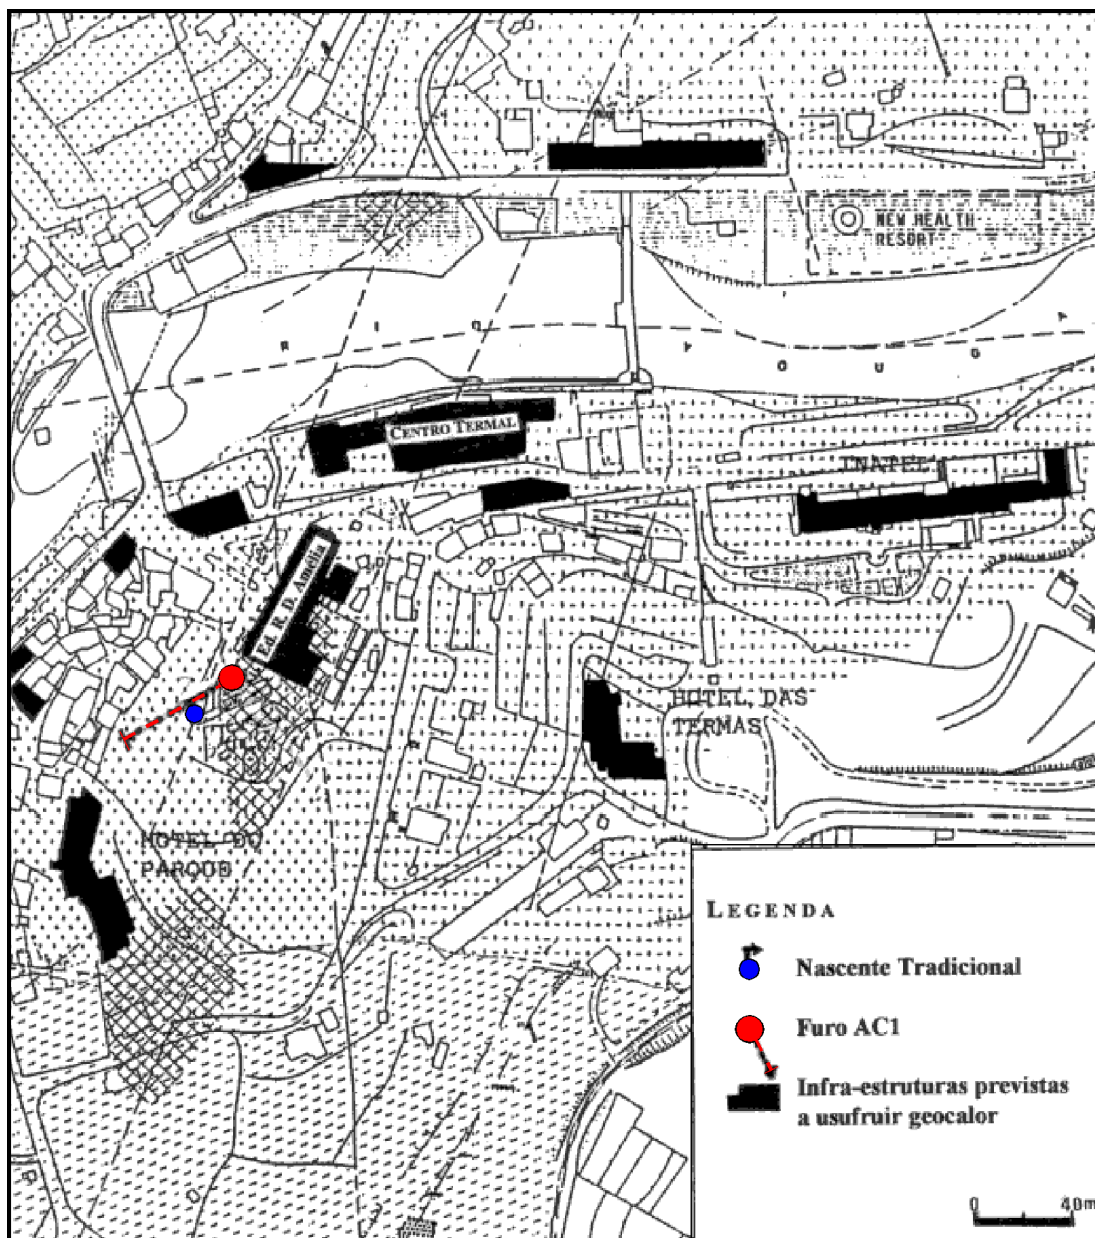 NEW HEALTH
RESORT
R I O V O U G A
CENTRO TERMAL
INATEL
Ed. R. D. Amélia
HOTEL DAS
TERMAS
HOTEL DO
PARQUE
LEGENDA
Nascente Tradicional
Furo AC1
Infra-estruturas previstas
a usufruir geocalor
0 40m